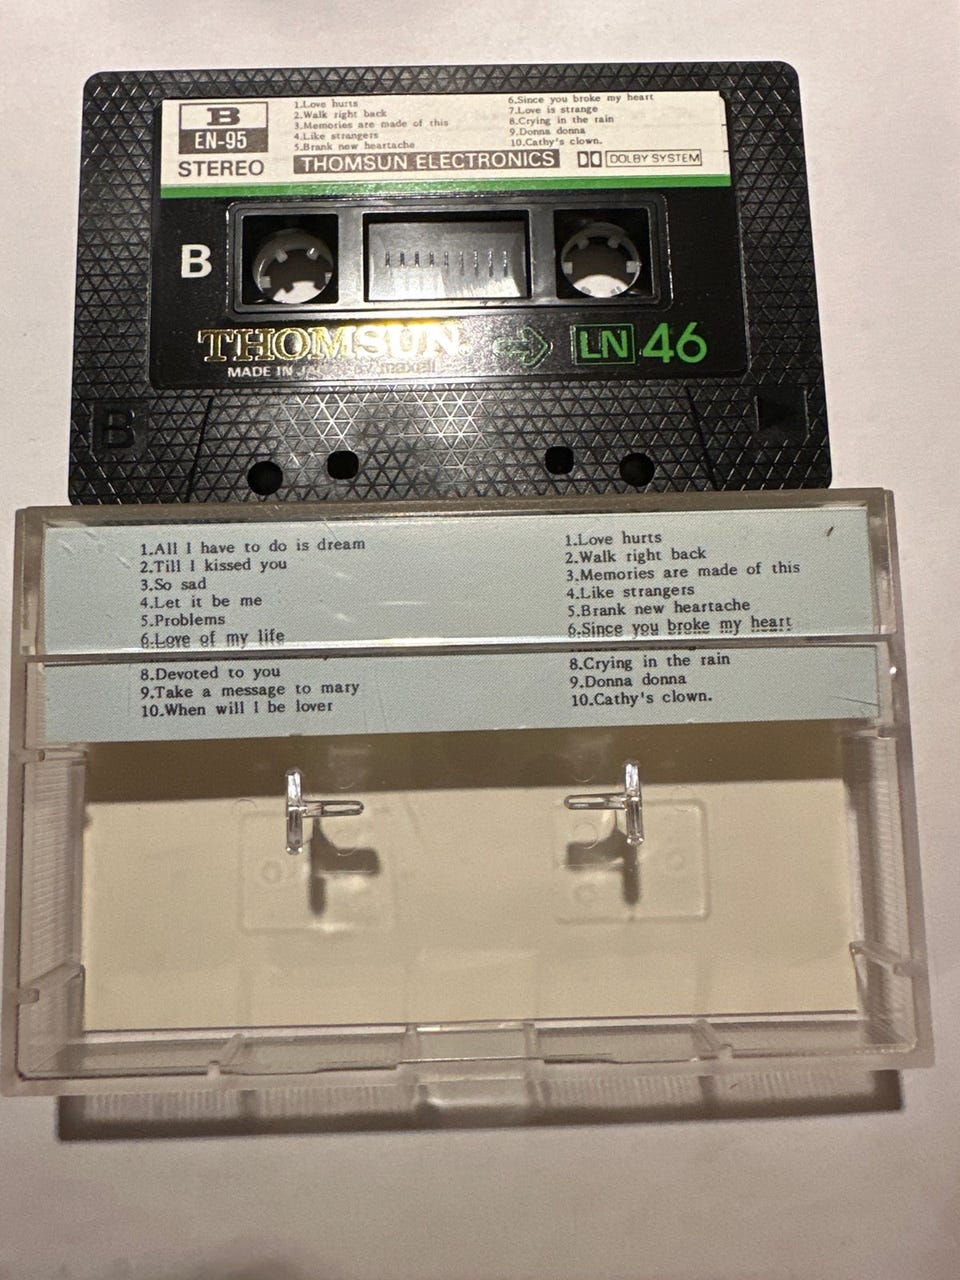 B
EN-95
STEREO
1.Love hurts
2.Walk right back
3.Memories are made of this
4.Like strangers
5.Brank new heartache
6.Since you broke my heart
7.Love is strange
8.Crying in the rain
9.Donna donna
10.Cathy's clown.
THOMSUN ELECTRONICS
DOLBY SYSTEM
B
THOMSUN
LN 46
MADE IN JAPAN BY maxell
B
1.All I have to do is dream
2.Till I kissed you
3.So sad
4.Let it be me
5.Problems
6.Love of my life
8.Devoted to you
9.Take a message to mary
10.When will I be lover
1.Love hurts
2.Walk right back
3.Memories are made of this
4.Like strangers
5.Brank new heartache
6.Since you broke my heart
8.Crying in the rain
9.Donna donna
10.Cathy's clown.